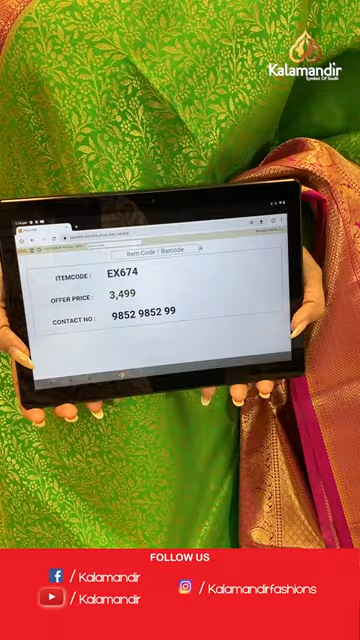 Kalamandir
Symbol Of South
Item Code / Barcode
ITEMCODE : EX674
OFFER PRICE : 3,499
CONTACT NO : 9852 9852 99
FOLLOW US
/ Kalamandir
/ Kalamandirfashions
/ Kalamandir